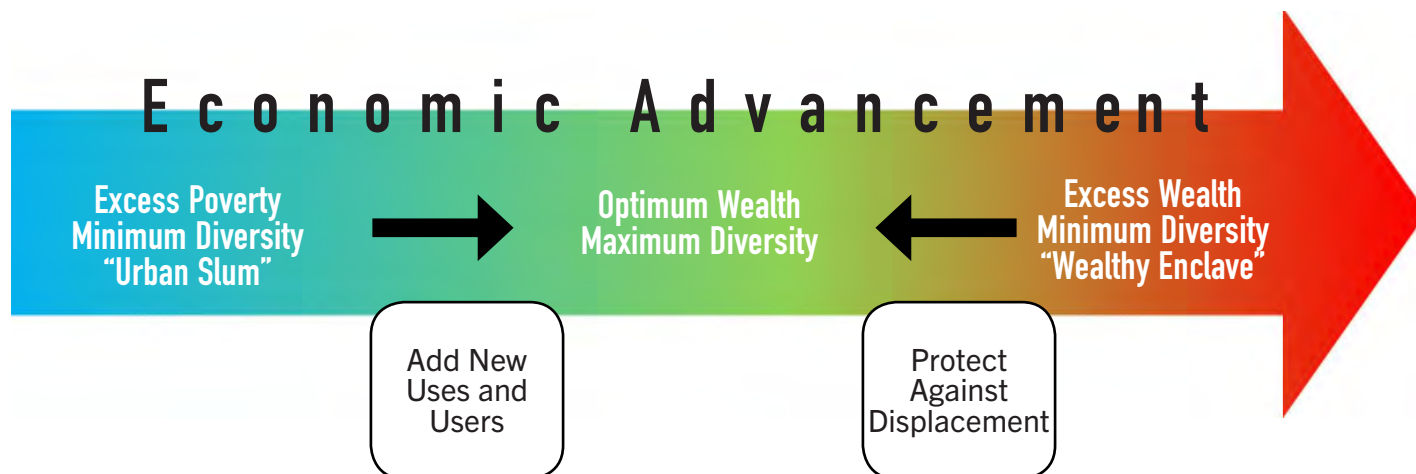 Economic Advancement
Excess Poverty
Minimum Diversity
“Urban Slum”
Optimum Wealth
Maximum Diversity
Excess Wealth
Minimum Diversity
“Wealthy Enclave”
Add New
Uses and
Users
Protect
Against
Displacement